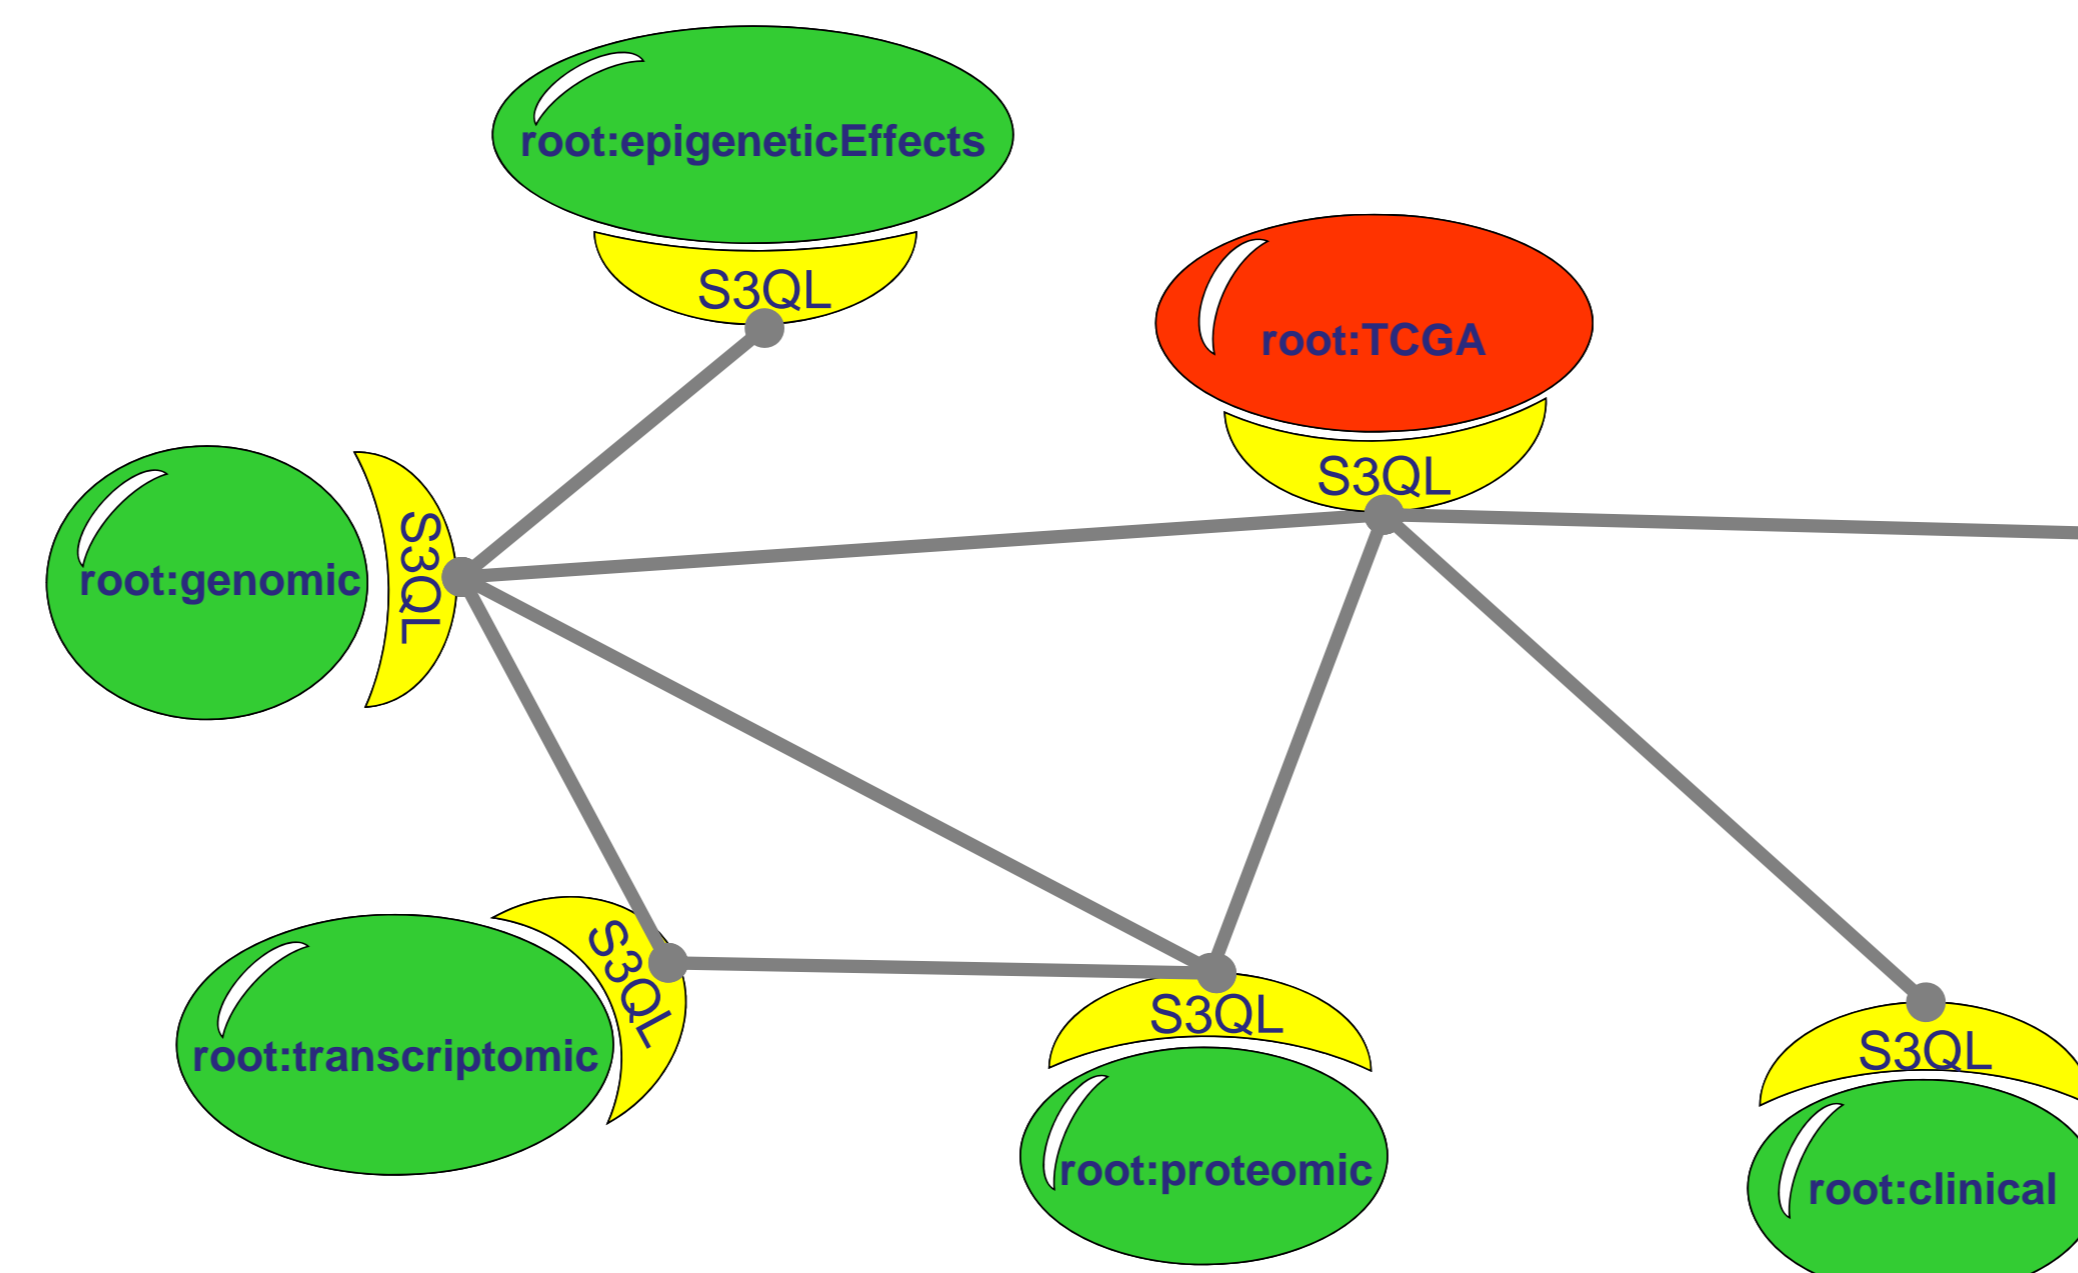 root:epigeneticEffects
S3QL
root:TCGA
S3QL
root:genomic
S3QL
S3QL
root:transcriptomic
S3QL
root:proteomic
S3QL
root:clinical